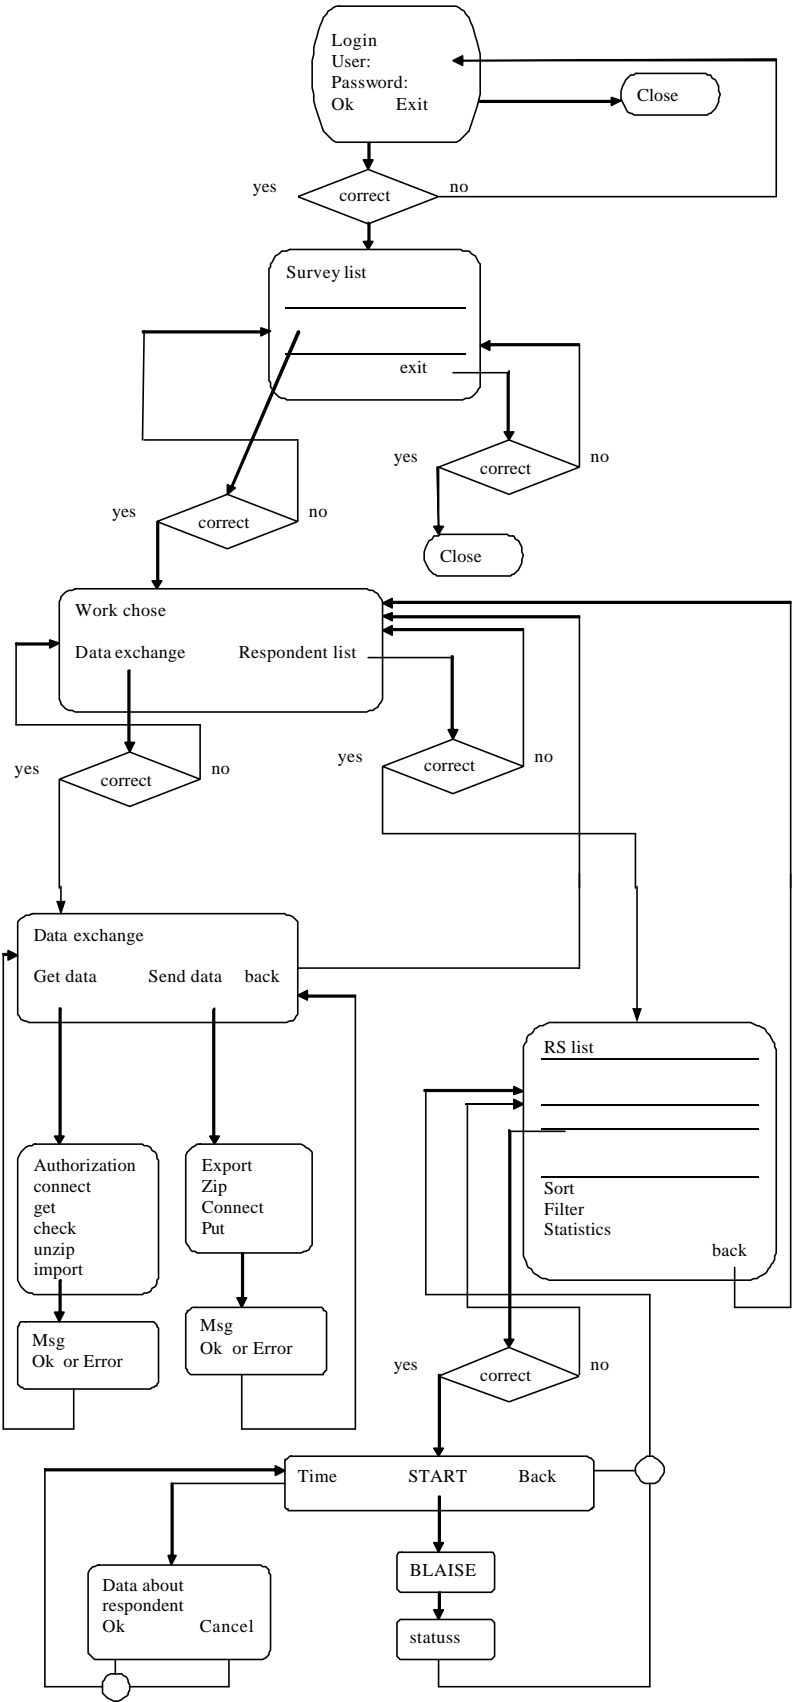 Login
User:
Password:
Ok Exit
Close
yes
correct
no
Survey list
exit
yes
correct
no
yes
correct
no
Close
Work chose
Data exchange Respondent list
yes
correct
no
yes
correct
no
Data exchange
Get data Send data back
RS list
Sort
Filter
Statistics
back
Authorization
connect
get
check
unzip
import
Export
Zip
Connect
Put
Msg
Ok or Error
Msg
Ok or Error
yes
correct
no
Time START Back
BLAISE
statuss
Data about
respondent
Ok Cancel